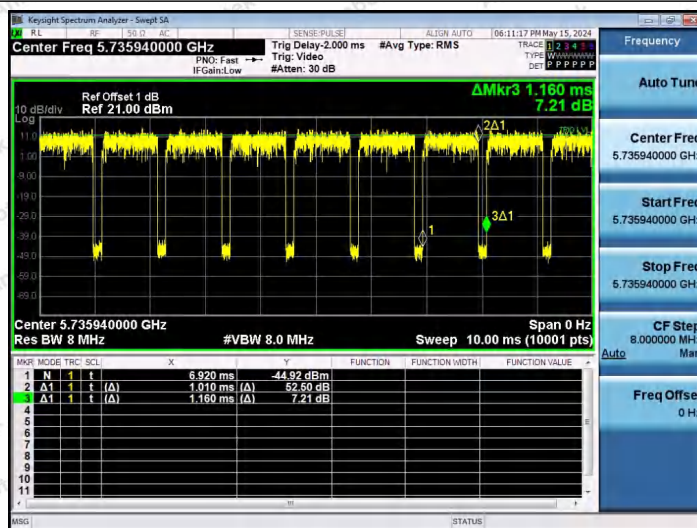 Keysight Spectrum Analyzer - Swept SA
RL RF 50 Ω AC SENSE:PULSE ALIGN AUTO 06:11:17 PM May 15, 2024
Center Freq 5.735940000 GHz
PNO: Fast
IFGain:Low
Trig Delay-2.000 ms
Trig: Video
#Atten: 30 dB
#Avg Type: RMS
TRACE 1 2 3 4 5 6
TYPE WWWWWW
DET P P P P P P
Frequency
Auto Tune
Center Freq
5.735940000 GHz
Start Freq
5.735940000 GHz
Stop Freq
5.735940000 GHz
CF Step
8.000000 MHz
Auto Man
Freq Offset
0 Hz
Ref Offset 1 dB
10 dB/div Ref 21.00 dBm
Log
ΔMkr3 1.160 ms
7.21 dB
11.0
1.00
-9.00
-19.0
-29.0
-39.0
-49.0
-59.0
-69.0
2Δ1
TRIG LVL
1
3Δ1
Center 5.735940000 GHz Span 0 Hz
Res BW 8 MHz #VBW 8.0 MHz Sweep 10.00 ms (10001 pts)
MKR MODE TRC SCL X Y FUNCTION FUNCTION WIDTH FUNCTION VALUE
1 N 1 t 6.920 ms -44.92 dBm
2 Δ1 1 t (Δ) 1.010 ms (Δ) 52.50 dB
3 Δ1 1 t (Δ) 1.160 ms (Δ) 7.21 dB
4
5
6
7
8
9
10
11
MSG STATUS